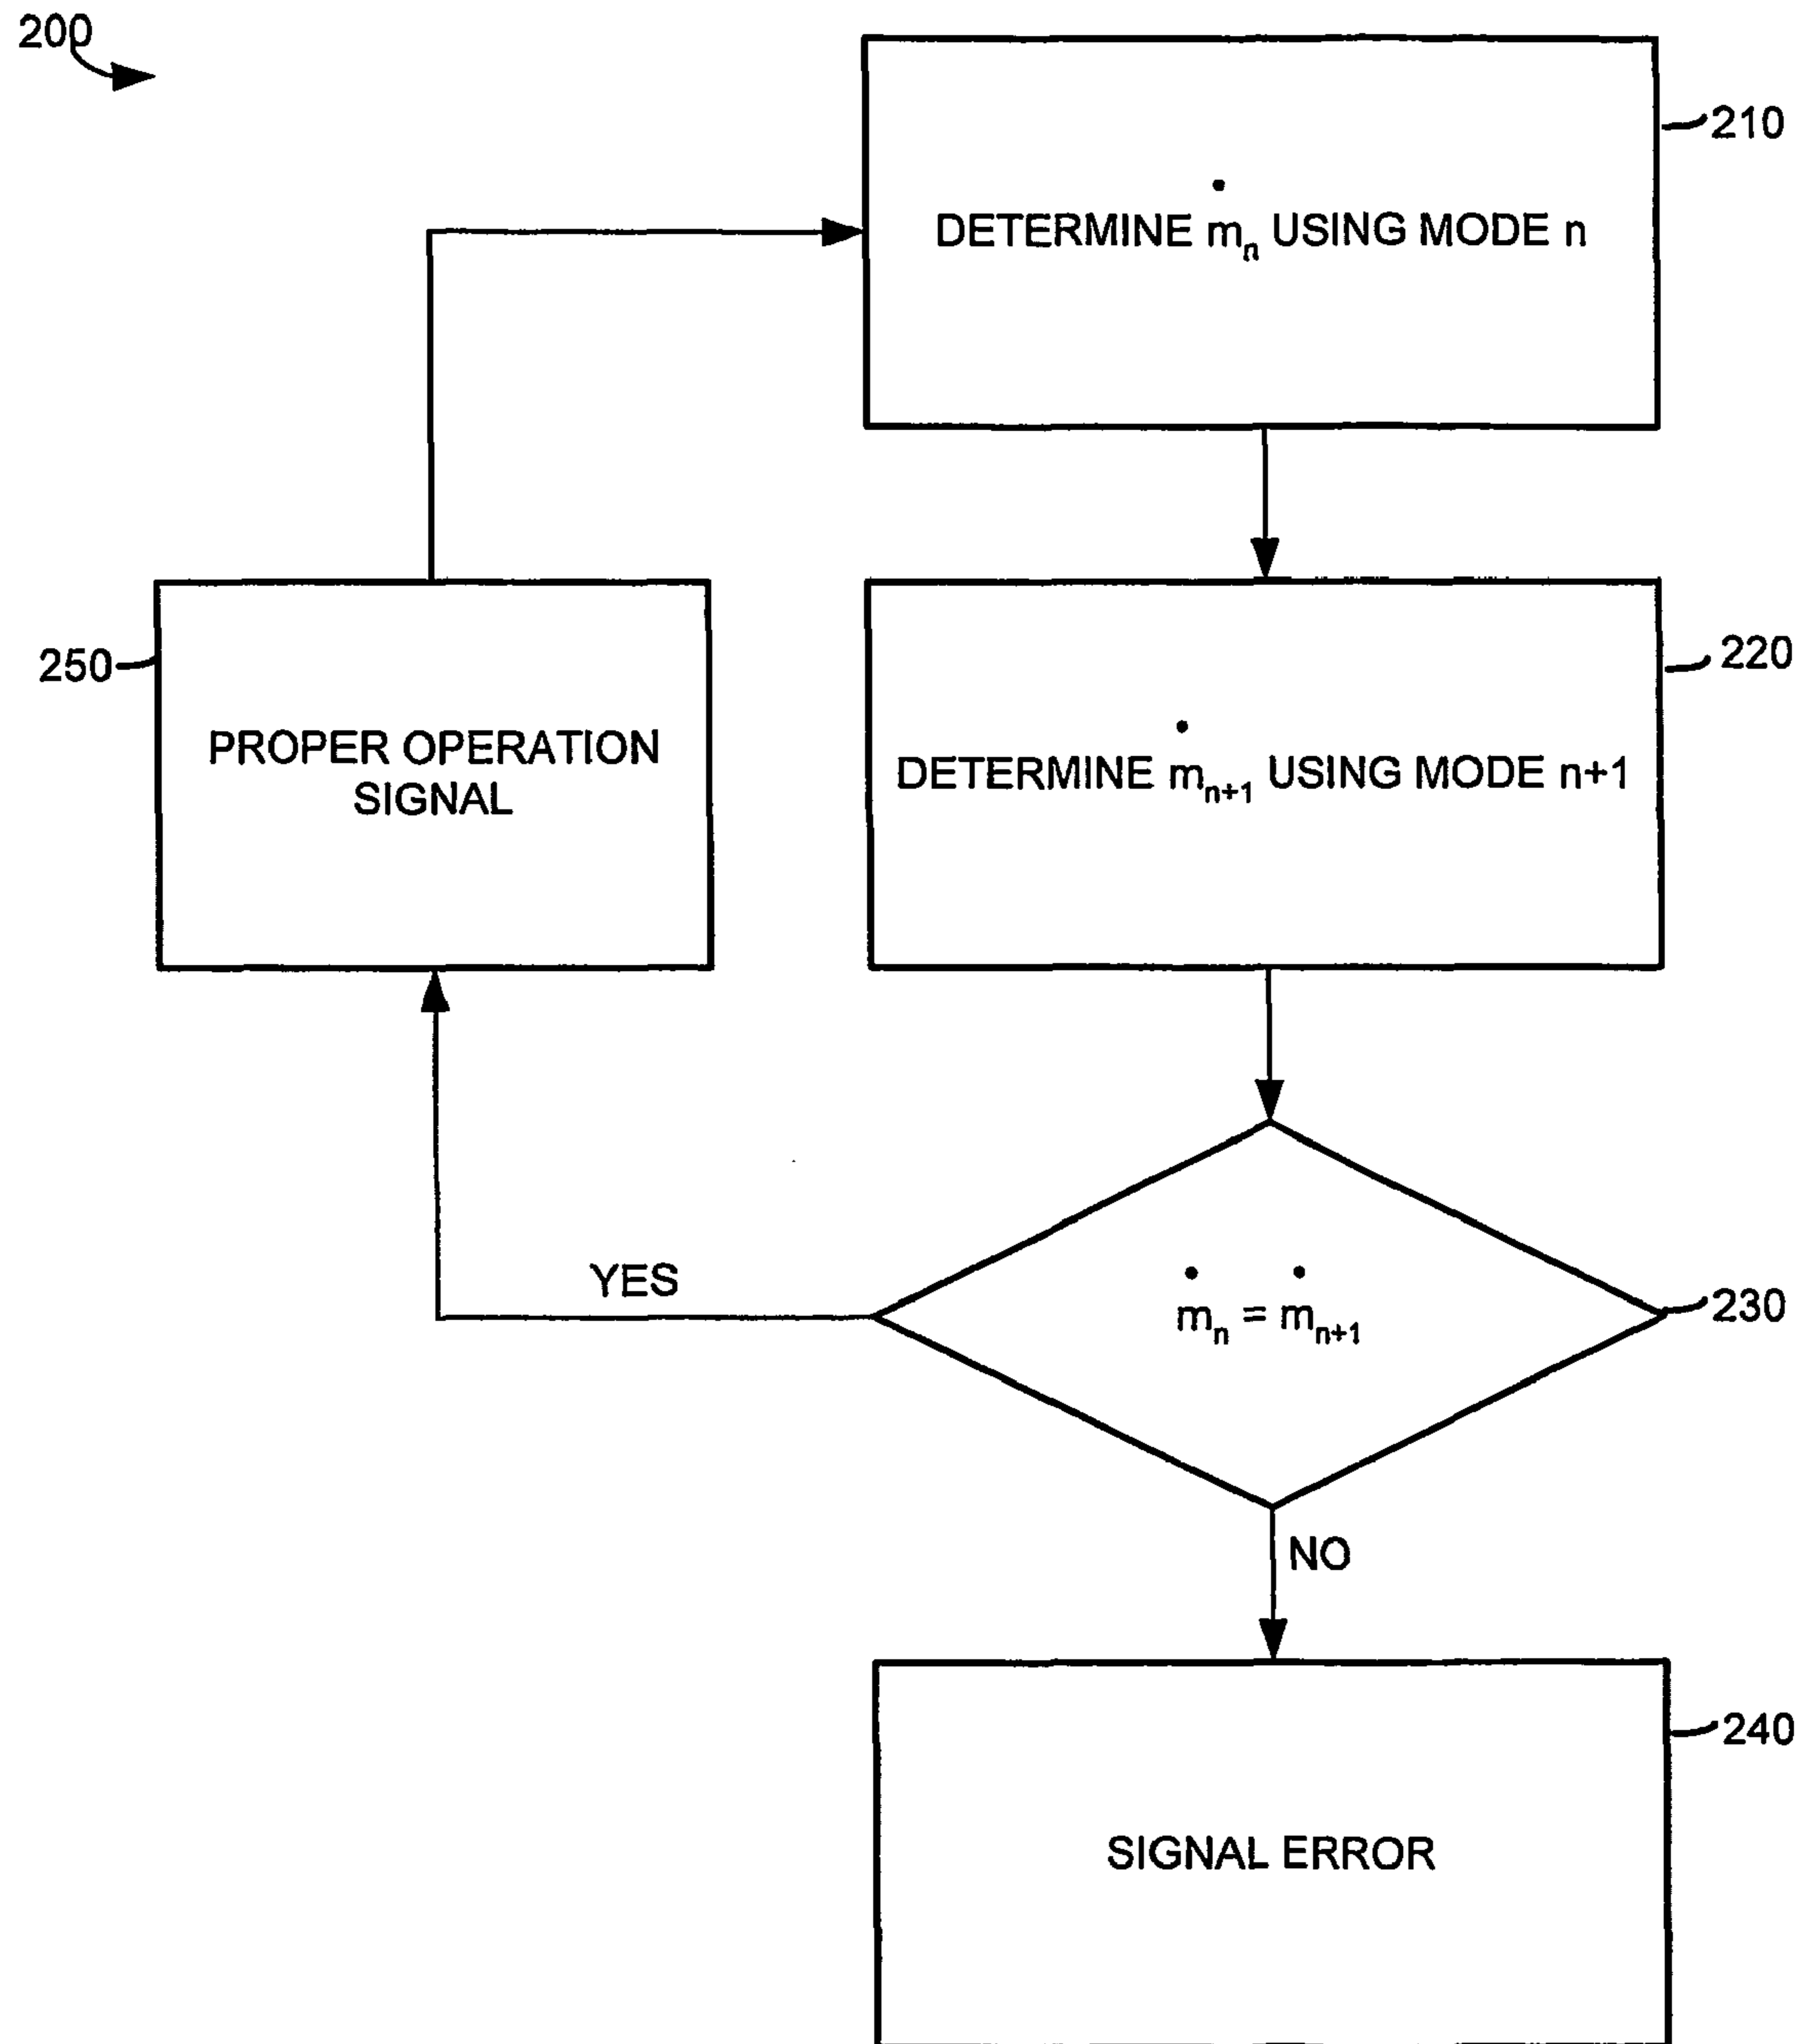 200
210
DETERMINE ṁₙ USING MODE n
220
250
PROPER OPERATION
SIGNAL
DETERMINE ṁₙ₊₁ USING MODE n+1
YES
230
ṁₙ = ṁₙ₊₁
NO
240
SIGNAL ERROR